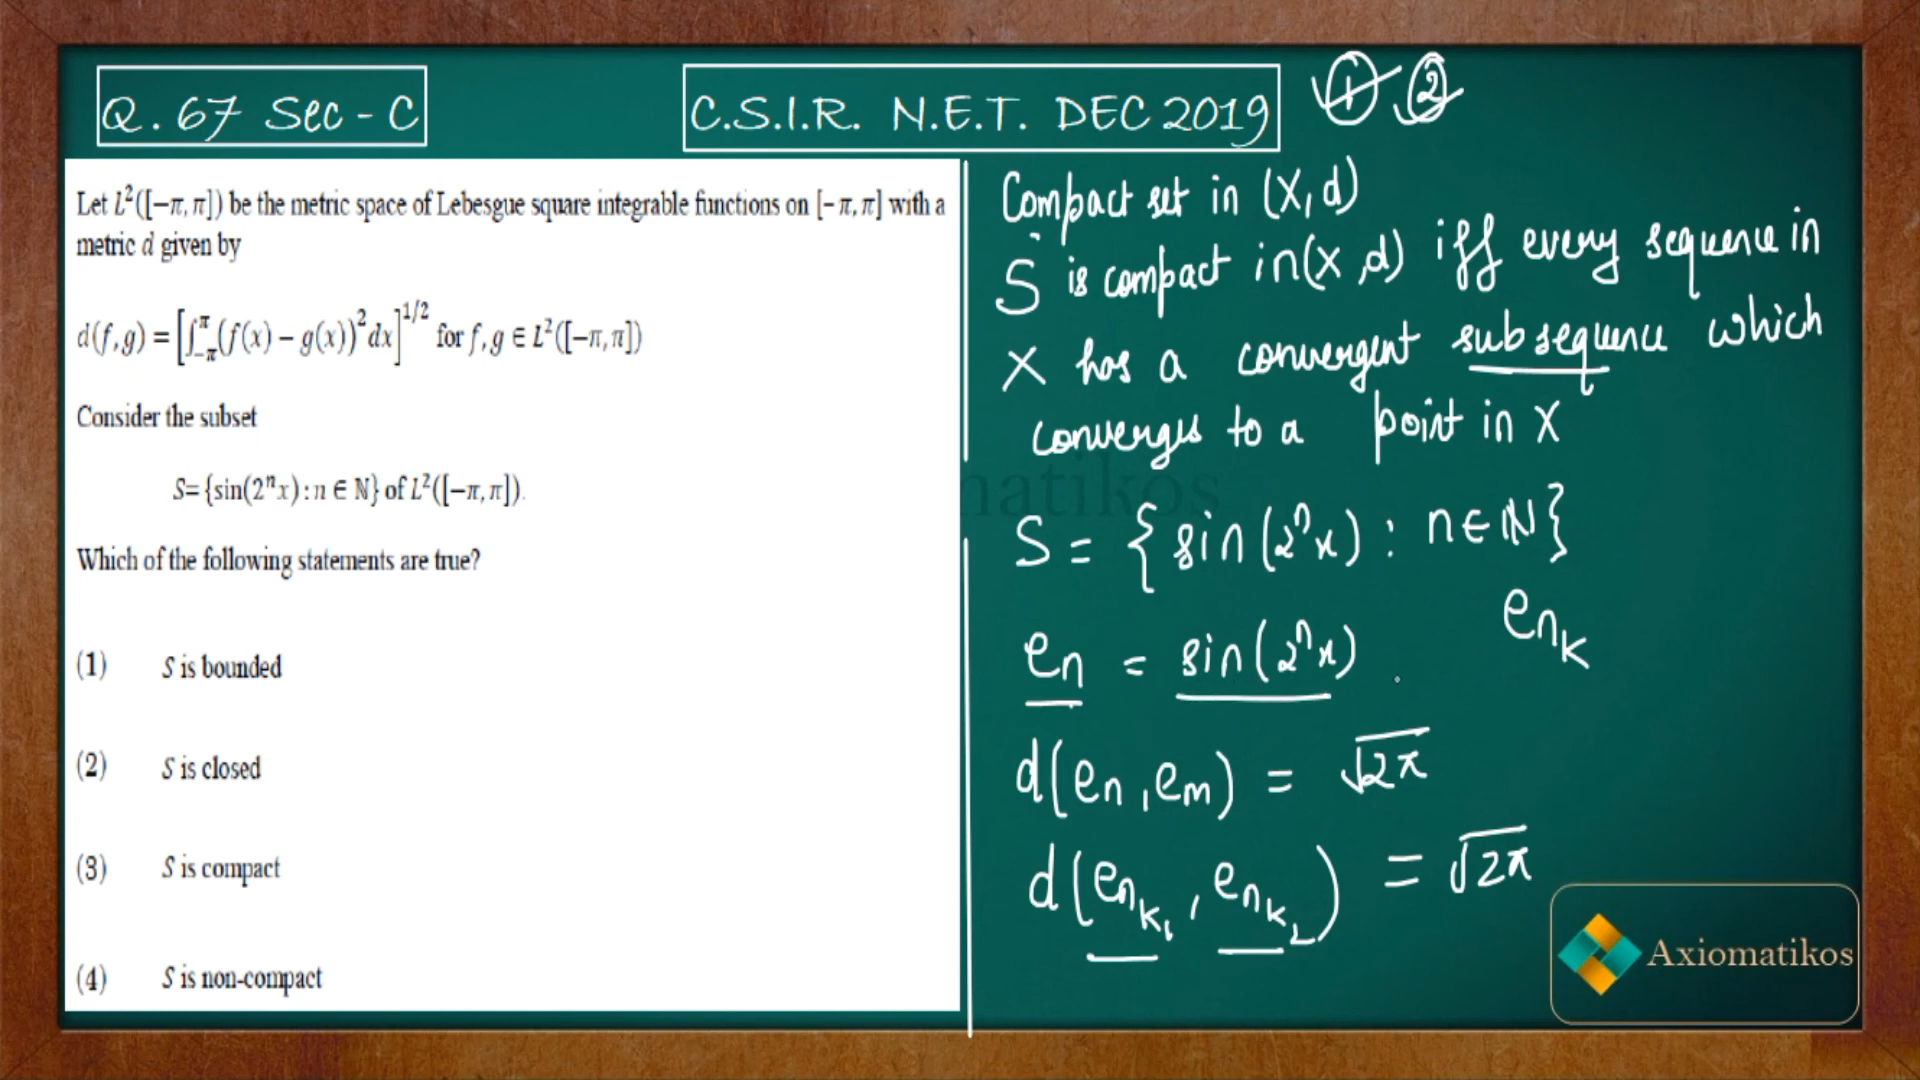 Q. 67 Sec - C
C.S.I.R. N.E.T. DEC 2019
① ②
Let L²([−π, π]) be the metric space of Lebesgue square integrable functions on [−π, π] with a
metric d given by
d(f,g) = [∫_{-π}^{π}(f(x) − g(x))² dx]^{1/2} for f,g ∈ L²([−π,π])
Consider the subset
S={sin(2ⁿx) : n ∈ ℕ} of L²([−π,π]).
Which of the following statements are true?
(1) S is bounded
(2) S is closed
(3) S is compact
(4) S is non-compact
Compact set in (X,d)
S is compact in (X,d) iff every sequence in
X has a convergent subsequence which
converges to a point in X
S = {sin(2ⁿx) : n∈ℕ}
e_{n_k}
e_n = sin(2ⁿx)
d(e_n, e_m) = √2π
d(e_{n_{k_1}}, e_{n_{k_2}}) = √2π
matikos
Axiomatikos